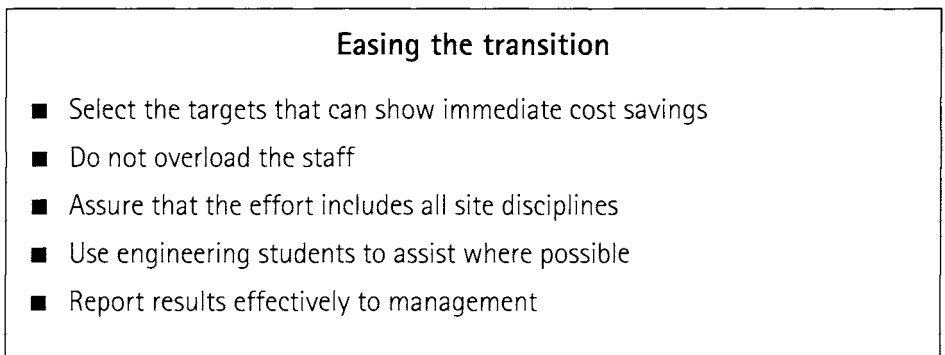 Easing the transition
■ Select the targets that can show immediate cost savings
■ Do not overload the staff
■ Assure that the effort includes all site disciplines
■ Use engineering students to assist where possible
■ Report results effectively to management